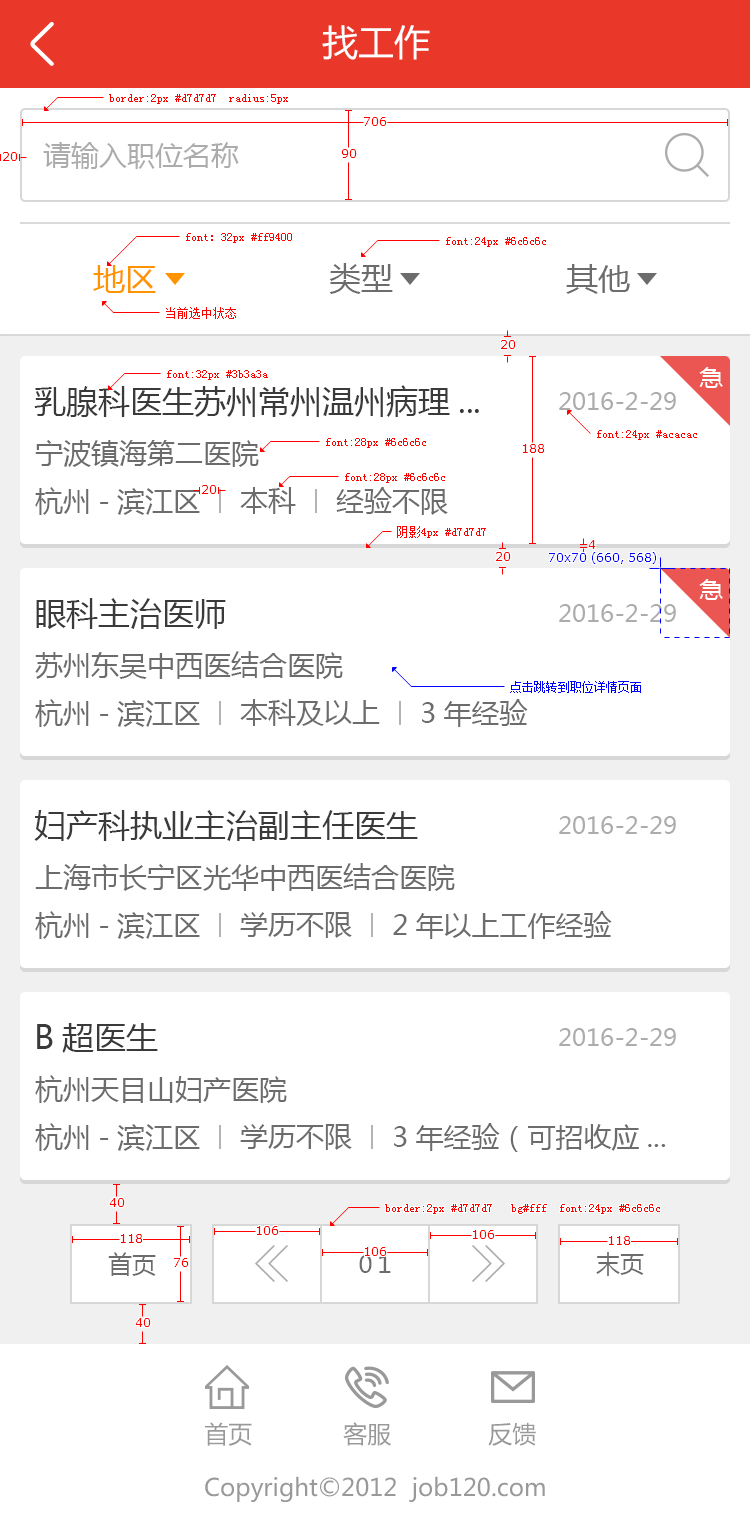 找工作
border:2px #d7d7d7 radius:5px
706
20
请输入职位名称
90
font: 32px #ff9400
font:24px #6c6c6c
地区 类型 其他
当前选中状态
20
font:32px #3b3a3a
急
乳腺科医生苏州常州温州病理 ...
2016-2-29
font:24px #acacac
宁波镇海第二医院
font:28px #6c6c6c
188
font:28px #6c6c6c
20
杭州 - 滨江区 | 本科 | 经验不限
阴影4px #d7d7d7
4
20
70x70 (660, 568)
急
眼科主治医师
2016-2-29
苏州东吴中西医结合医院
点击跳转到职位详情页面
杭州 - 滨江区 | 本科及以上 | 3 年经验
妇产科执业主治副主任医生
2016-2-29
上海市长宁区光华中西医结合医院
杭州 - 滨江区 | 学历不限 | 2 年以上工作经验
B 超医生
2016-2-29
杭州天目山妇产医院
杭州 - 滨江区 | 学历不限 | 3 年经验 ( 可招收应 ...
40
border:2px #d7d7d7 bg#fff font:24px #6c6c6c
118
106
106
106
118
76
首页
01
末页
40
首页 客服 反馈
Copyright©2012 job120.com